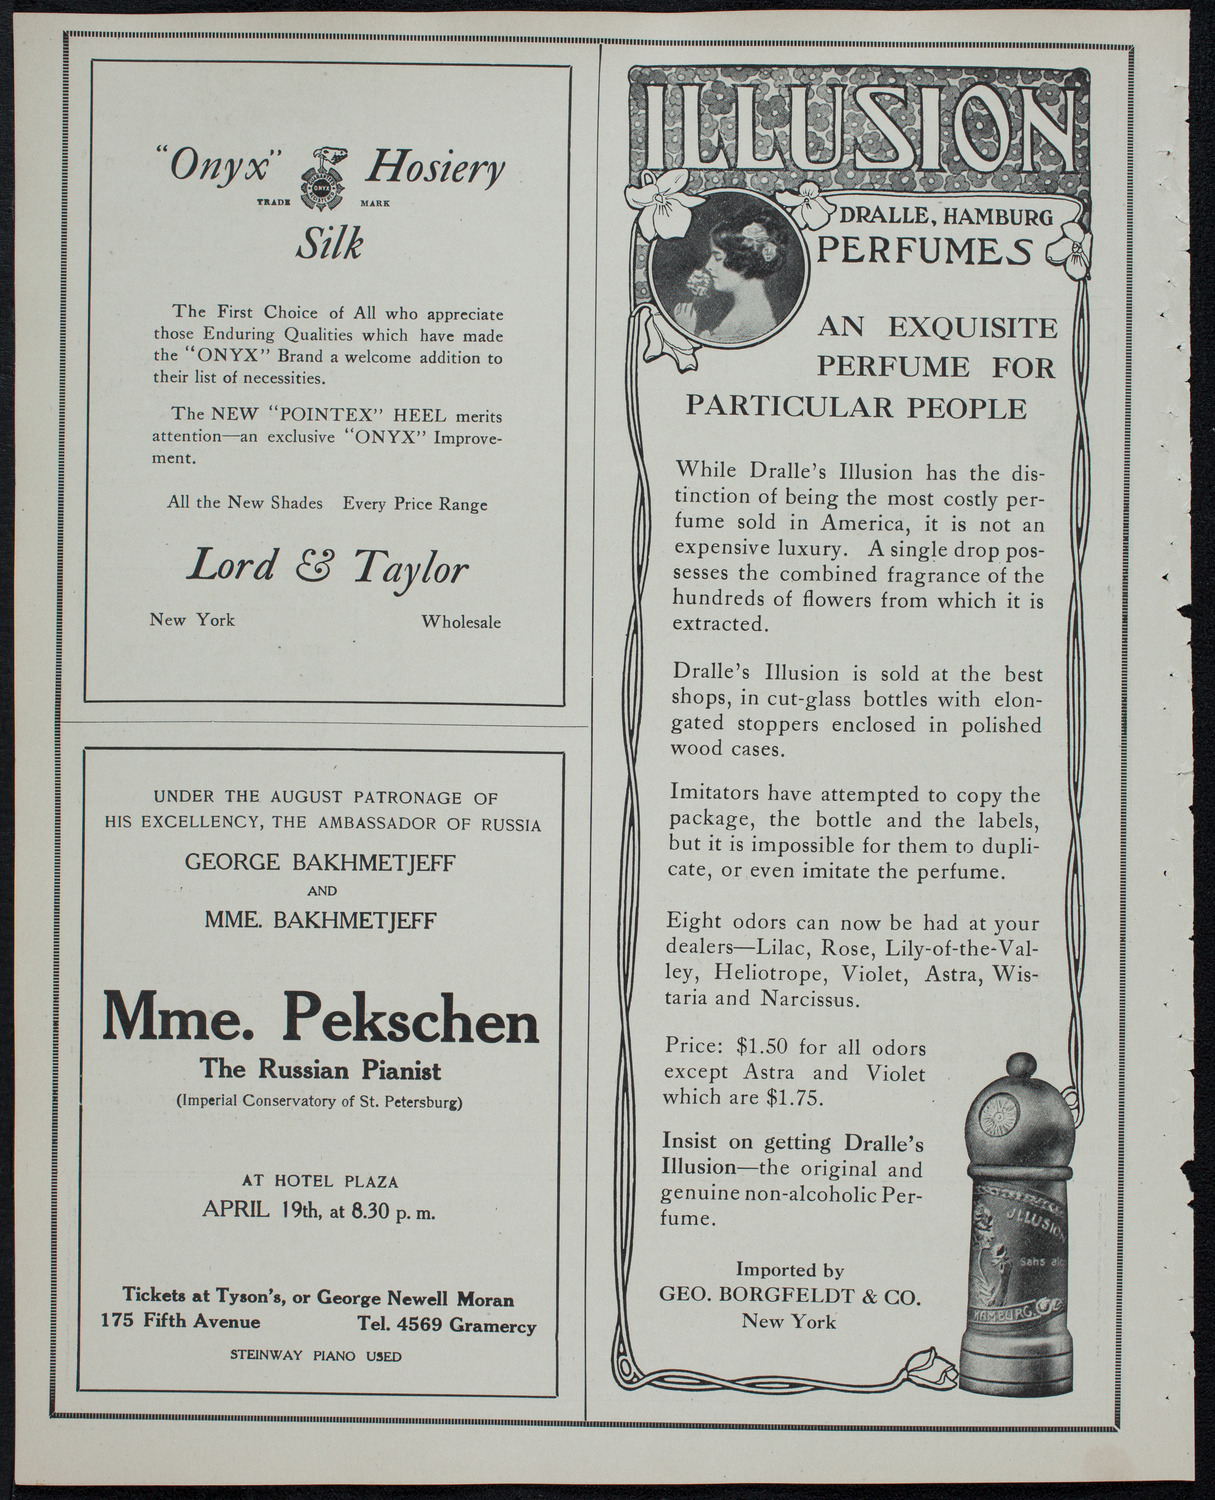 "Onyx" Hosiery
ONYX
TRADE MARK
Silk
The First Choice of All who appreciate
those Enduring Qualities which have made
the "ONYX" Brand a welcome addition to
their list of necessities.
The NEW "POINTEX" HEEL merits
attention—an exclusive "ONYX" Improve-
ment.
All the New Shades Every Price Range
Lord & Taylor
New York Wholesale
UNDER THE AUGUST PATRONAGE OF
HIS EXCELLENCY, THE AMBASSADOR OF RUSSIA
GEORGE BAKHMETJEFF
AND
MME. BAKHMETJEFF
Mme. Pekschen
The Russian Pianist
(Imperial Conservatory of St. Petersburg)
AT HOTEL PLAZA
APRIL 19th, at 8.30 p. m.
Tickets at Tyson's, or George Newell Moran
175 Fifth Avenue Tel. 4569 Gramercy
STEINWAY PIANO USED
ILLUSION
DRALLE, HAMBURG
PERFUMES
AN EXQUISITE
PERFUME FOR
PARTICULAR PEOPLE
While Dralle's Illusion has the dis-
tinction of being the most costly per-
fume sold in America, it is not an
expensive luxury. A single drop pos-
sesses the combined fragrance of the
hundreds of flowers from which it is
extracted.
Dralle's Illusion is sold at the best
shops, in cut-glass bottles with elon-
gated stoppers enclosed in polished
wood cases.
Imitators have attempted to copy the
package, the bottle and the labels,
but it is impossible for them to dupli-
cate, or even imitate the perfume.
Eight odors can now be had at your
dealers—Lilac, Rose, Lily-of-the-Val-
ley, Heliotrope, Violet, Astra, Wis-
taria and Narcissus.
Price: $1.50 for all odors
except Astra and Violet
which are $1.75.
Insist on getting Dralle's
Illusion—the original and
genuine non-alcoholic Per-
fume.
Imported by
GEO. BORGFELDT & CO.
New York
ILLUSION
Sans alc
HAMBURG